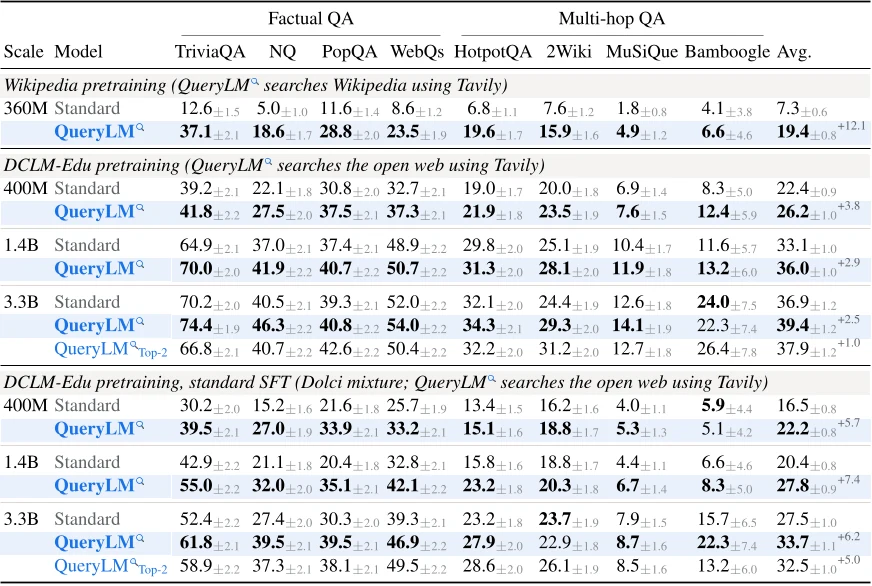 Factual QA Multi-hop QA
Scale Model TriviaQA NQ PopQA WebQs HotpotQA 2Wiki MuSiQue Bamboogle Avg.
Wikipedia pretraining (QueryLM searches Wikipedia using Tavily)
360M Standard 12.6±1.5 5.0±1.0 11.6±1.4 8.6±1.2 6.8±1.1 7.6±1.2 1.8±0.8 4.1±3.8 7.3±0.6
QueryLM 37.1±2.1 18.6±1.7 28.8±2.0 23.5±1.9 19.6±1.7 15.9±1.6 4.9±1.2 6.6±4.6 19.4±0.8 +12.1
DCLM-Edu pretraining (QueryLM searches the open web using Tavily)
400M Standard 39.2±2.1 22.1±1.8 30.8±2.0 32.7±2.1 19.0±1.7 20.0±1.8 6.9±1.4 8.3±5.0 22.4±0.9
QueryLM 41.8±2.2 27.5±2.0 37.5±2.1 37.3±2.1 21.9±1.8 23.5±1.9 7.6±1.5 12.4±5.9 26.2±1.0 +3.8
1.4B Standard 64.9±2.1 37.0±2.1 37.4±2.1 48.9±2.2 29.8±2.0 25.1±1.9 10.4±1.7 11.6±5.7 33.1±1.0
QueryLM 70.0±2.0 41.9±2.2 40.7±2.2 50.7±2.2 31.3±2.0 28.1±2.0 11.9±1.8 13.2±6.0 36.0±1.0 +2.9
3.3B Standard 70.2±2.0 40.5±2.1 39.3±2.1 52.0±2.2 32.1±2.0 24.4±1.9 12.6±1.8 24.0±7.5 36.9±1.2
QueryLM 74.4±1.9 46.3±2.2 40.8±2.2 54.0±2.2 34.3±2.1 29.3±2.0 14.1±1.9 22.3±7.4 39.4±1.2 +2.5
QueryLM Top-2 66.8±2.1 40.7±2.2 42.6±2.2 50.4±2.2 32.2±2.0 31.2±2.0 12.7±1.8 26.4±7.8 37.9±1.2 +1.0
DCLM-Edu pretraining, standard SFT (Dolci mixture; QueryLM searches the open web using Tavily)
400M Standard 30.2±2.0 15.2±1.6 21.6±1.8 25.7±1.9 13.4±1.5 16.2±1.6 4.0±1.1 5.9±4.4 16.5±0.8
QueryLM 39.5±2.1 27.0±1.9 33.9±2.1 33.2±2.1 15.1±1.6 18.8±1.7 5.3±1.3 5.1±4.2 22.2±0.8 +5.7
1.4B Standard 42.9±2.2 21.1±1.8 20.4±1.8 32.8±2.1 15.8±1.6 18.8±1.7 4.4±1.1 6.6±4.6 20.4±0.8
QueryLM 55.0±2.2 32.0±2.0 35.1±2.1 42.1±2.2 23.2±1.8 20.3±1.8 6.7±1.4 8.3±5.0 27.8±0.9 +7.4
3.3B Standard 52.4±2.2 27.4±2.0 30.3±2.0 39.3±2.1 23.2±1.8 23.7±1.9 7.9±1.5 15.7±6.5 27.5±1.0
QueryLM 61.8±2.1 39.5±2.1 39.5±2.1 46.9±2.2 27.9±2.0 22.9±1.8 8.7±1.6 22.3±7.4 33.7±1.1 +6.2
QueryLM Top-2 58.9±2.2 37.3±2.1 38.1±2.1 49.5±2.2 28.6±2.0 26.1±1.9 8.5±1.6 13.2±6.0 32.5±1.0 +5.0